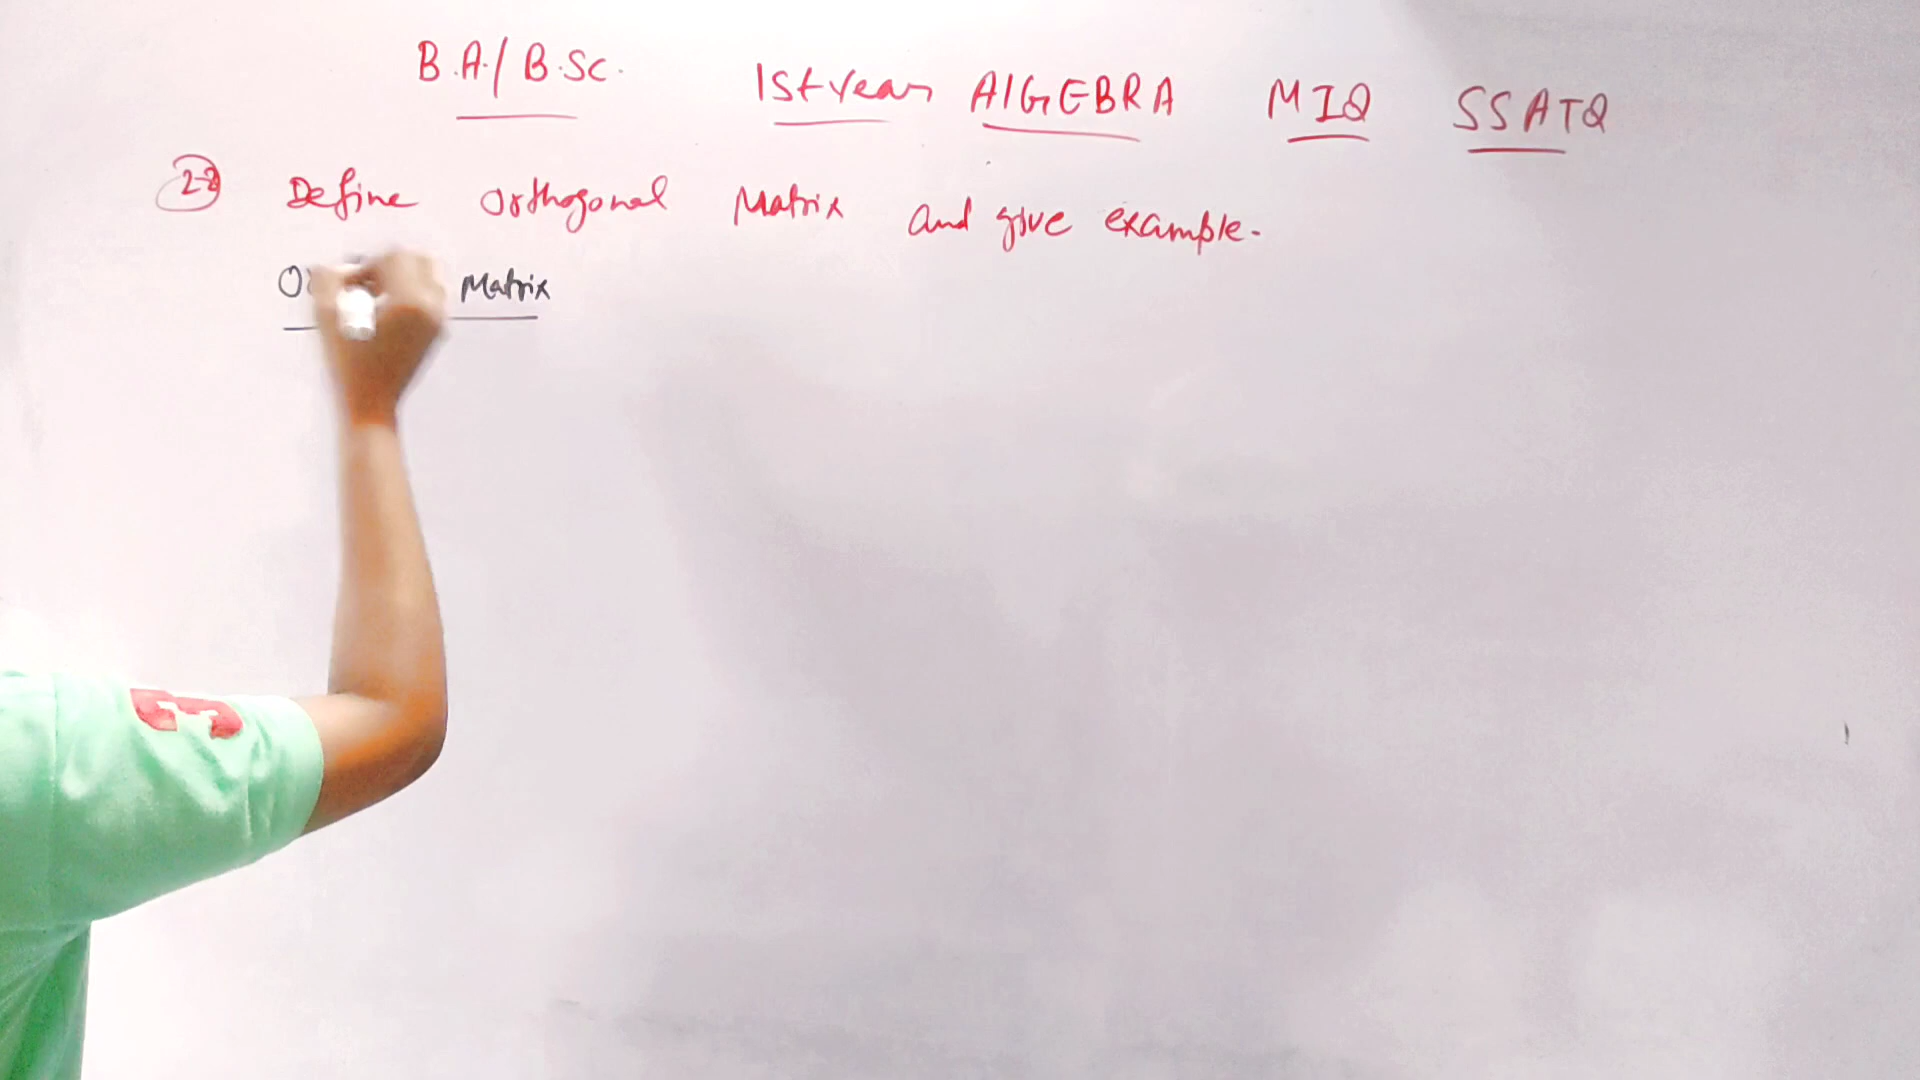 B.A./B.Sc. 1st year AlGEBRA MIQ SSATQ
Define Orthogonal Matrix and give example.
Matrix